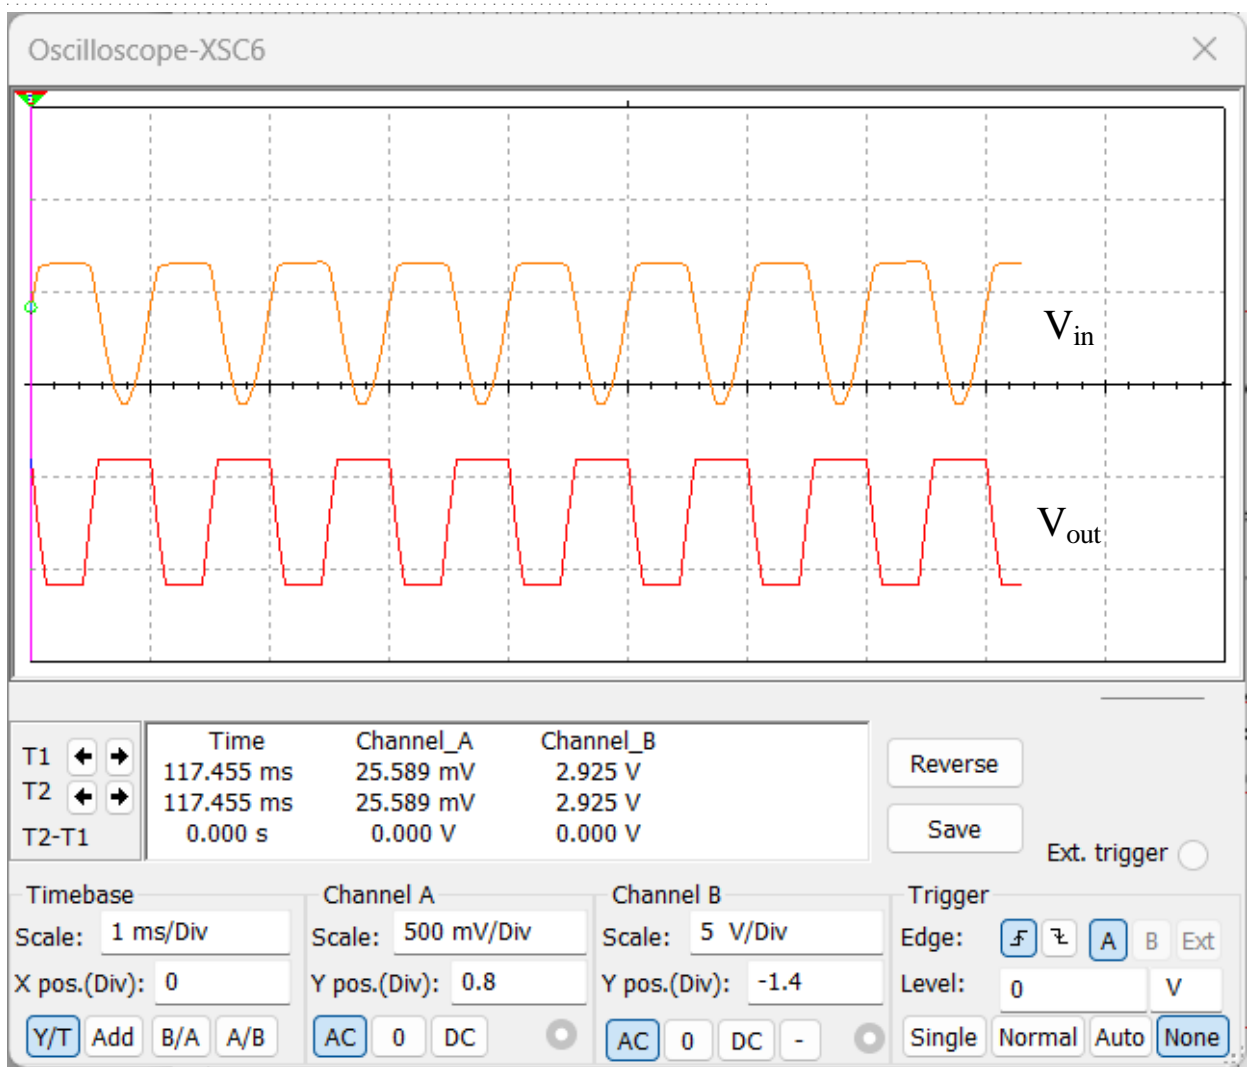 Oscilloscope-XSC6
V_in
V_out
Time Channel_A Channel_B
T1 117.455 ms 25.589 mV 2.925 V
T2 117.455 ms 25.589 mV 2.925 V
T2-T1 0.000 s 0.000 V 0.000 V
Reverse
Save
Ext. trigger
Timebase
Scale: 1 ms/Div
X pos.(Div): 0
Y/T Add B/A A/B
Channel A
Scale: 500 mV/Div
Y pos.(Div): 0.8
AC 0 DC
Channel B
Scale: 5 V/Div
Y pos.(Div): -1.4
AC 0 DC -
Trigger
Edge: A B Ext
Level: 0 V
Single Normal Auto None